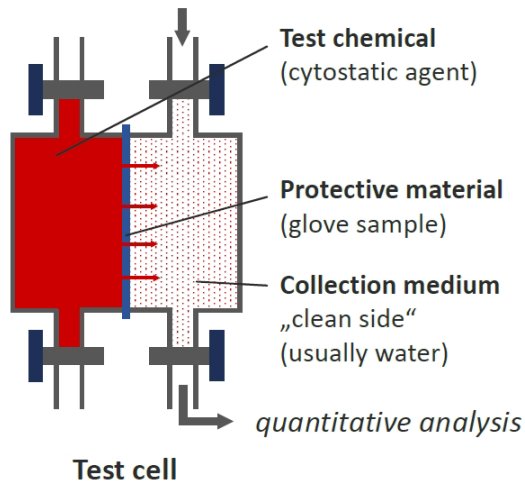 Test chemical
(cytostatic agent)
Protective material
(glove sample)
Collection medium
„clean side“
(usually water)
quantitative analysis
Test cell